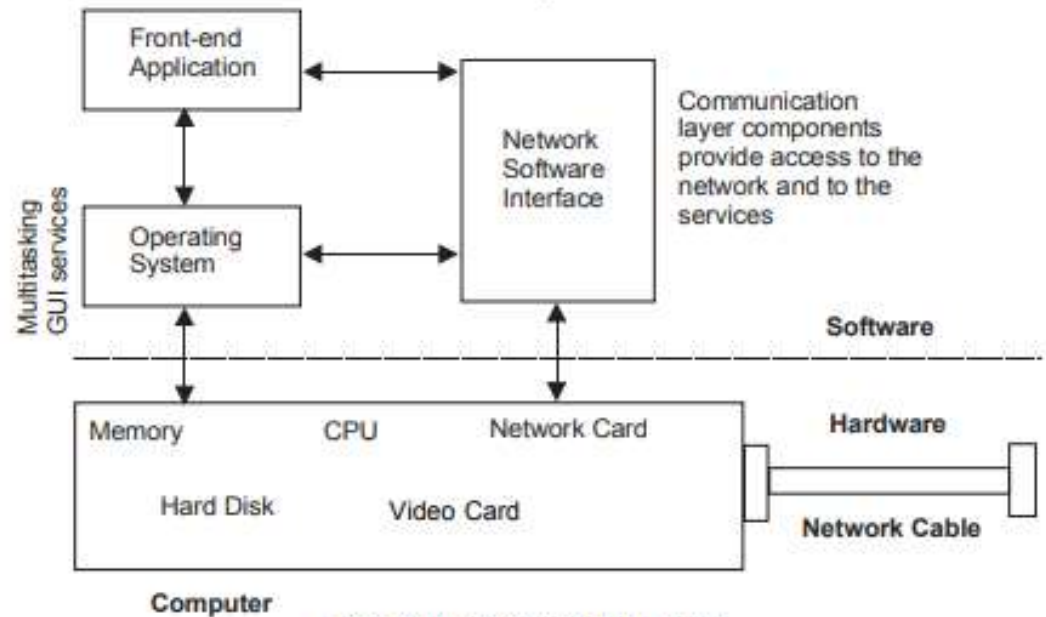 Front-end
Application
Network
Software
Interface
Communication
layer components
provide access to the
network and to the
services
Multitasking
GUI services
Operating
System
Software
Memory
CPU
Network Card
Hardware
Hard Disk
Video Card
Network Cable
Computer